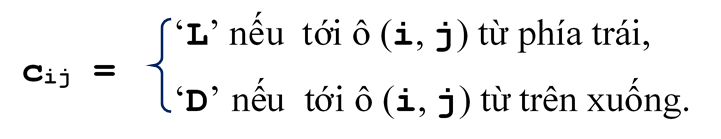 ‘L’ nếu tới ô (i, j) từ phía trái,
cij =
‘D’ nếu tới ô (i, j) từ trên xuống.